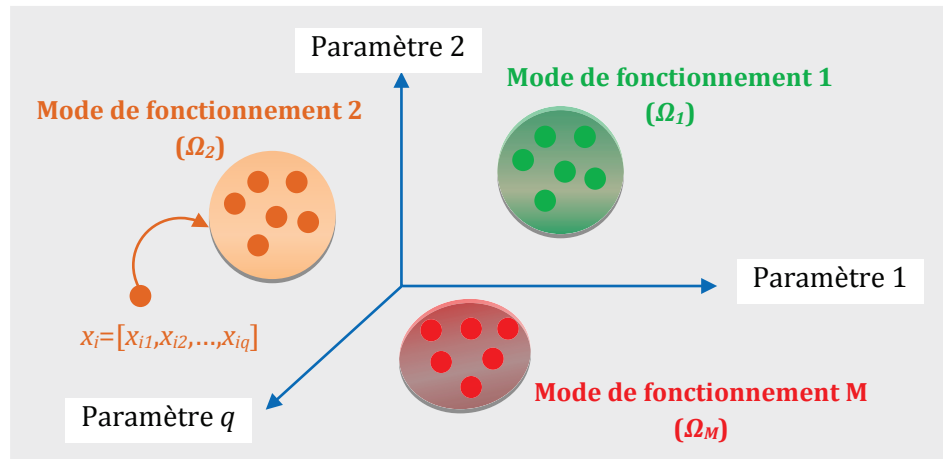 Paramètre 2
Mode de fonctionnement 1
(Ω1)
Mode de fonctionnement 2
(Ω2)
Paramètre 1
xi=[xi1,xi2,...,xiq]
Paramètre q
Mode de fonctionnement M
(ΩM)